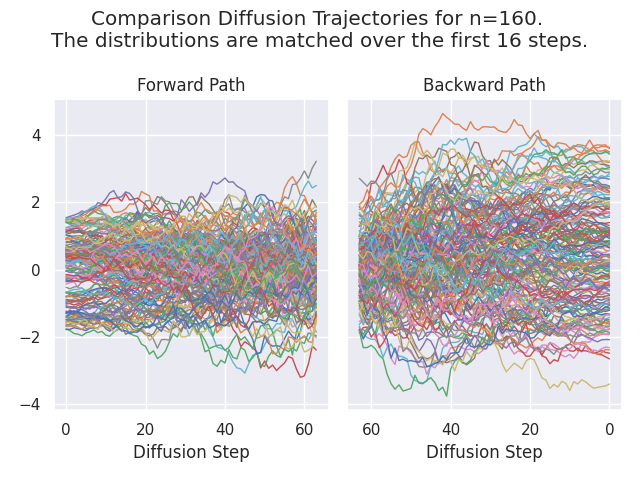 Comparison Diffusion Trajectories for n=160.
The distributions are matched over the first 16 steps.
Forward Path
Backward Path
4
2
0
−2
−4
0 20 40 60
60 40 20 0
Diffusion Step
Diffusion Step